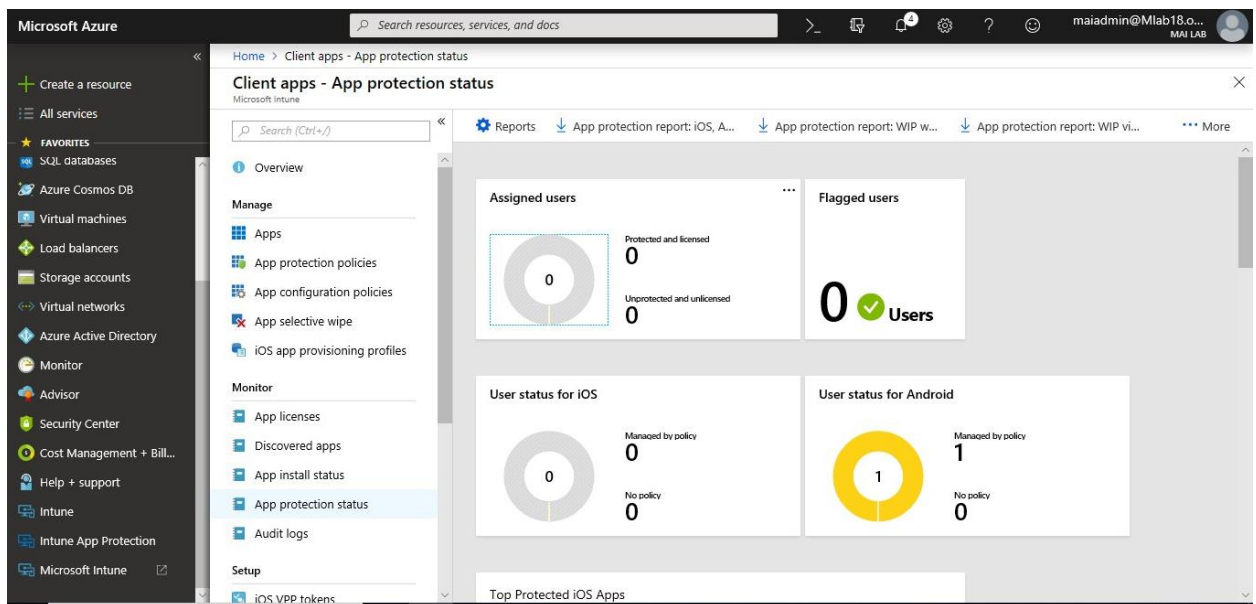 Microsoft Azure
Search resources, services, and docs
4
maiadmin@Mlab18.o...
MAI LAB
Create a resource
All services
FAVORITES
SQL databases
Azure Cosmos DB
Virtual machines
Load balancers
Storage accounts
Virtual networks
Azure Active Directory
Monitor
Advisor
Security Center
Cost Management + Bill...
Help + support
Intune
Intune App Protection
Microsoft Intune
Home > Client apps - App protection status
Client apps - App protection status
Microsoft Intune
Search (Ctrl+/)
Overview
Manage
Apps
App protection policies
App configuration policies
App selective wipe
iOS app provisioning profiles
Monitor
App licenses
Discovered apps
App install status
App protection status
Audit logs
Setup
iOS VPP tokens
Reports
App protection report: iOS, A...
App protection report: WIP w...
App protection report: WIP vi...
More
Assigned users
0
Protected and licensed
0
Unprotected and unlicensed
0
Flagged users
0 Users
User status for iOS
0
Managed by policy
0
No policy
0
User status for Android
1
Managed by policy
1
No policy
0
Top Protected iOS Apps